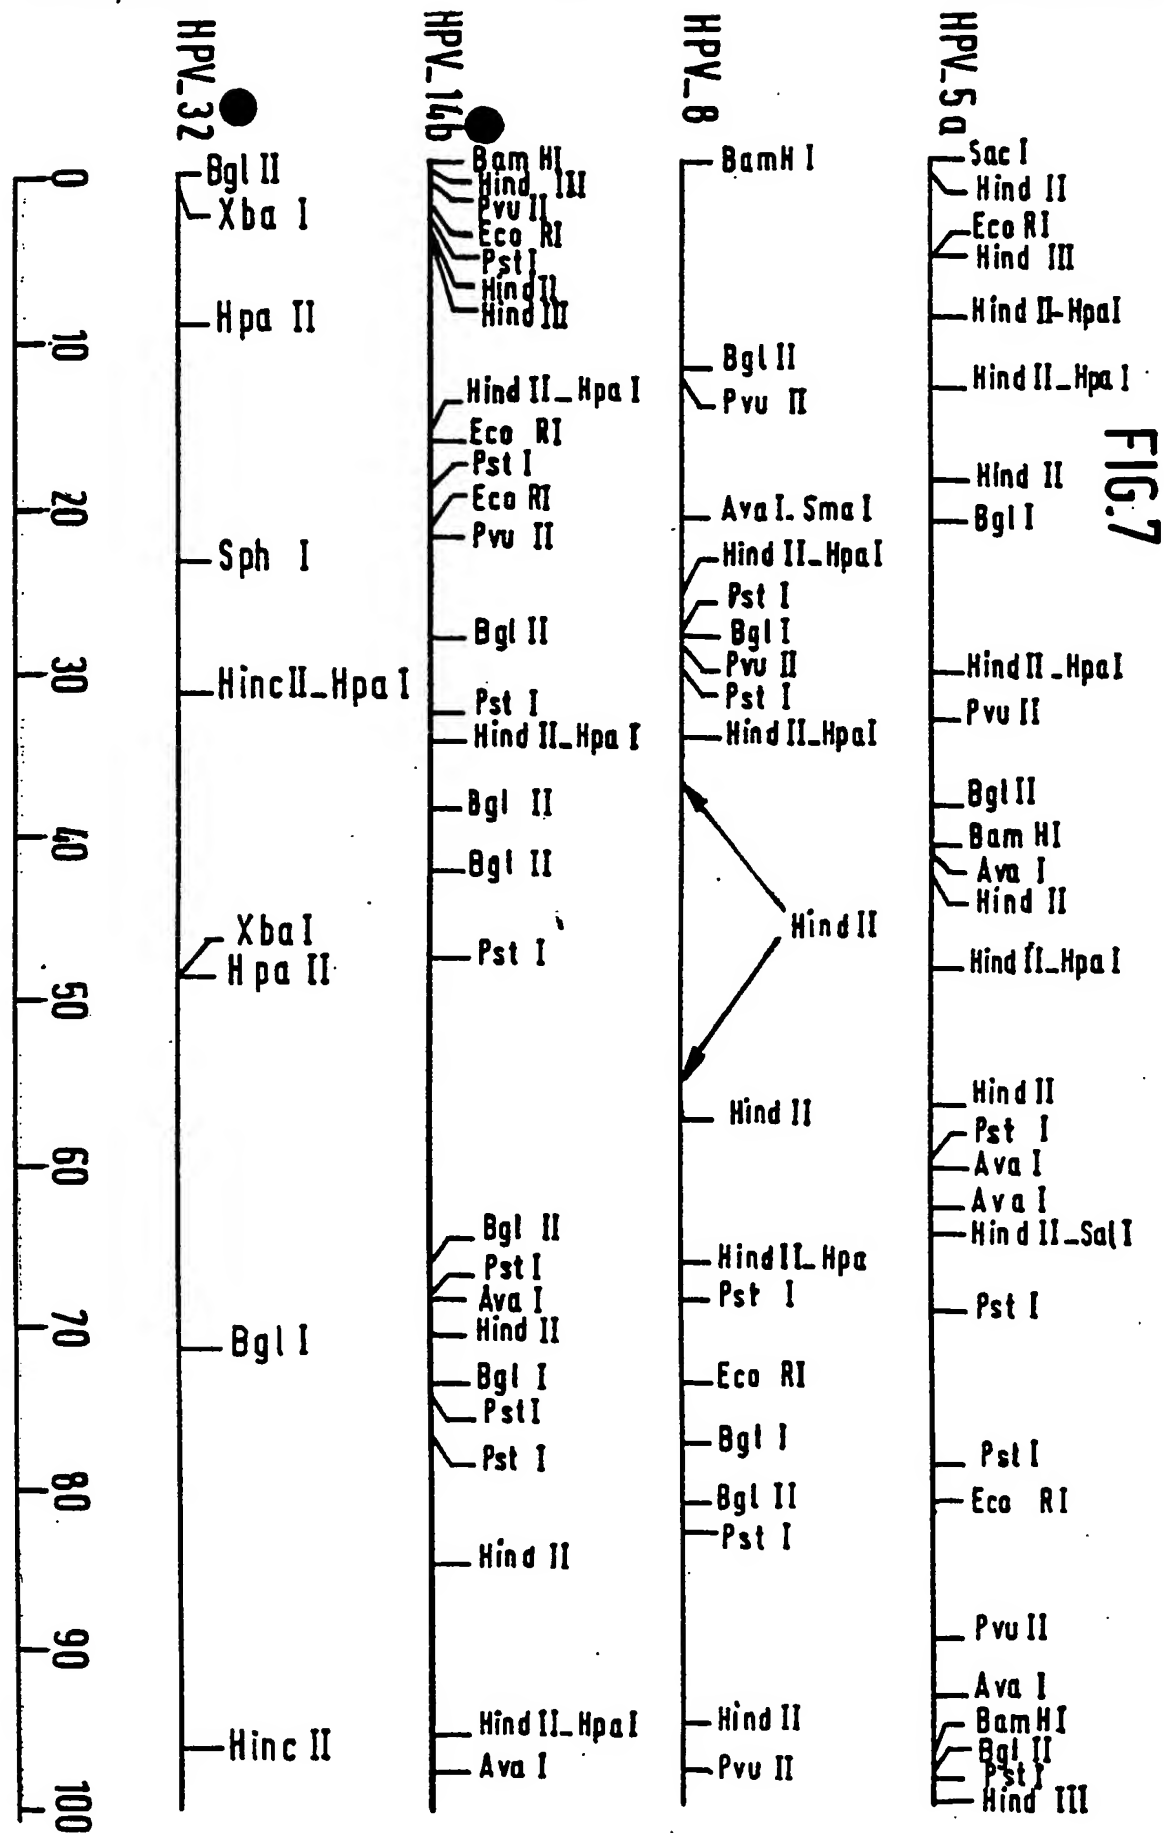 FIG.7
HPV_5a
Sac I
Hind II
Eco RI
Hind III
Hind II-HpaI
Hind II_Hpa I
Hind II
Bgl I
Hind II_HpaI
Pvu II
Bgl II
Bam HI
Ava I
Hind II
Hind II_Hpa I
Hind II
Pst I
Ava I
Ava I
Hind II_Sal I
Pst I
Pst I
Eco RI
Pvu II
Ava I
Bam HI
Bgl II
Pst I
Hind III
HPV_8
BamH I
Bgl II
Pvu II
Ava I. Sma I
Hind II_HpaI
Pst I
Bgl I
Pvu II
Pst I
Hind II_HpaI
Hind II
Hind II
Hind II_Hpa
Pst I
Eco RI
Bgl I
Bgl II
Pst I
Hind II
Pvu II
HPV_14b
Bam HI
Hind III
Pvu II
Eco RI
Pst I
Hind II
Hind III
Hind II_Hpa I
Eco RI
Pst I
Eco RI
Pvu II
Bgl II
Pst I
Hind II_Hpa I
Bgl II
Bgl II
Pst I
Bgl II
Pst I
Ava I
Hind II
Bgl I
Pst I
Pst I
Hind II
Hind II_HpaI
Ava I
HPV_32
Bgl II
Xba I
Hpa II
Sph I
HincII_Hpa I
Xba I
Hpa II
Bgl I
Hinc II
0
10
20
30
40
50
60
70
80
90
100